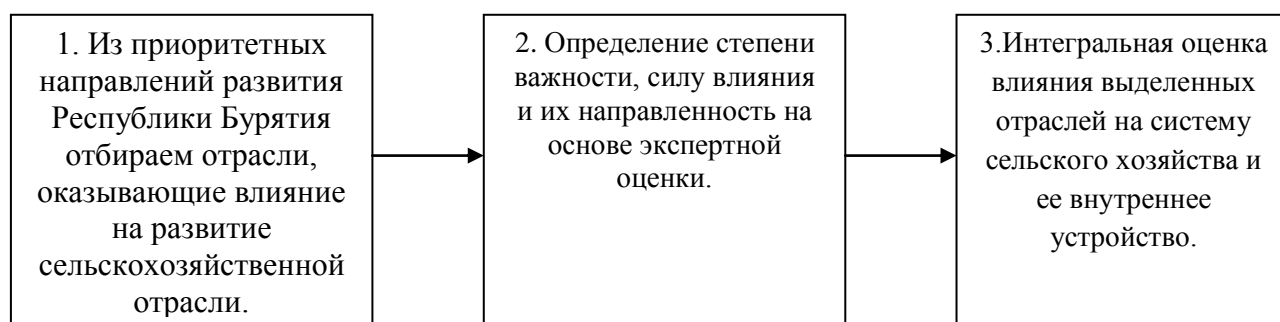 1. Из приоритетных
направлений развития
Республики Бурятия
отбираем отрасли,
оказывающие влияние
на развитие
сельскохозяйственной
отрасли.
2. Определение степени
важности, силу влияния
и их направленность на
основе экспертной
оценки.
3.Интегральная оценка
влияния выделенных
отраслей на систему
сельского хозяйства и
ее внутреннее
устройство.